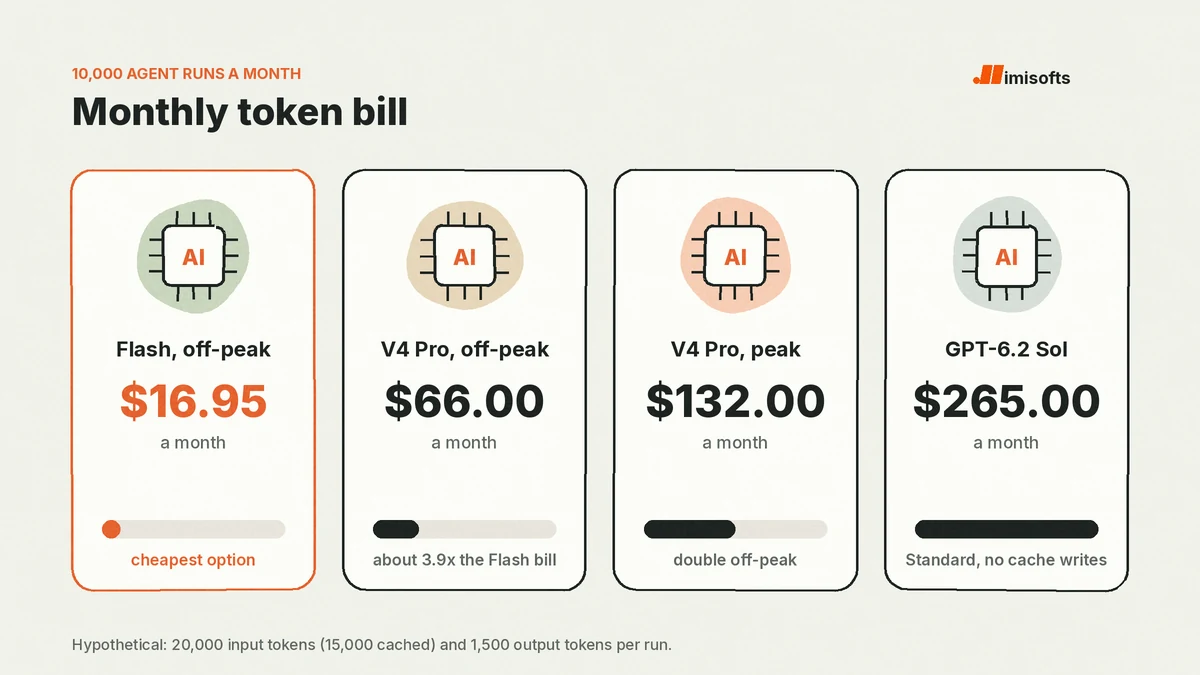 10,000 AGENT RUNS A MONTH
Monthly token bill
imisofts
AI
Flash, off-peak
$16.95
a month
cheapest option
AI
V4 Pro, off-peak
$66.00
a month
about 3.9x the Flash bill
AI
V4 Pro, peak
$132.00
a month
double off-peak
AI
GPT-6.2 Sol
$265.00
a month
Standard, no cache writes
Hypothetical: 20,000 input tokens (15,000 cached) and 1,500 output tokens per run.